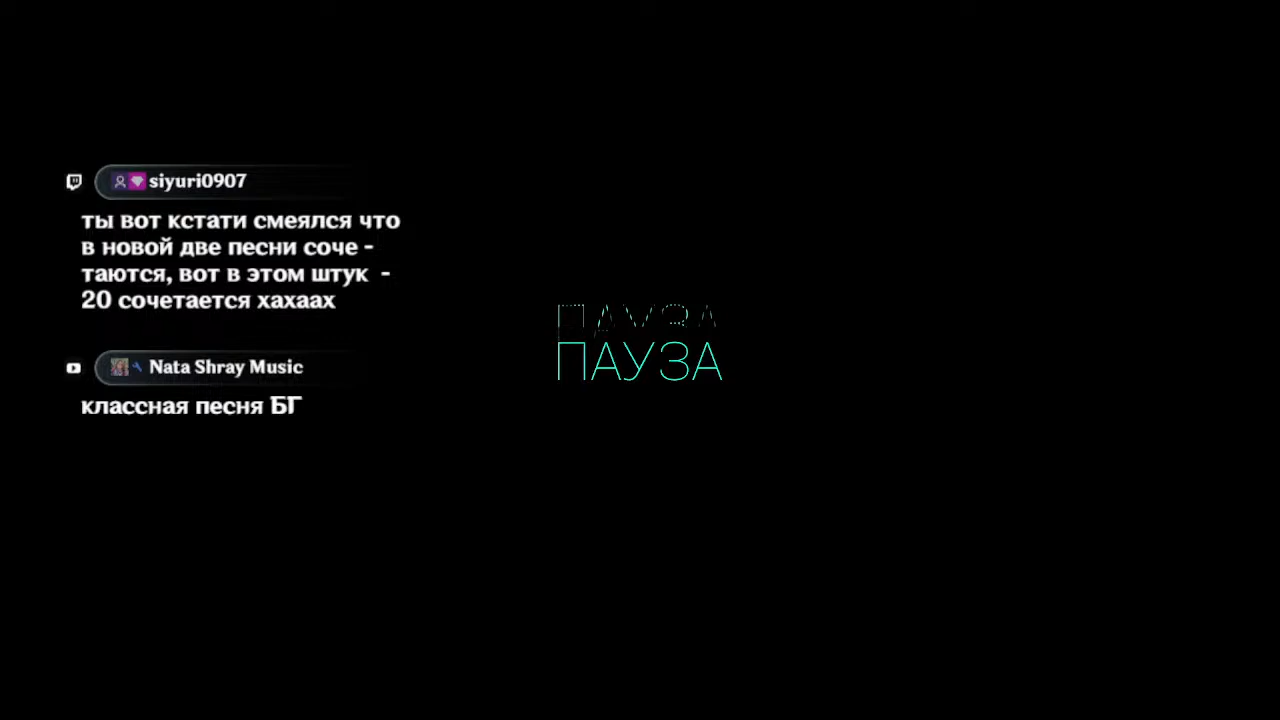 siyuri0907
ты вот кстати смеялся что
в новой две песни соче -
таются, вот в этом штук -
20 сочетается хахаах
ПАУЗА
ПАУЗА
Nata Shray Music
классная песня БГ